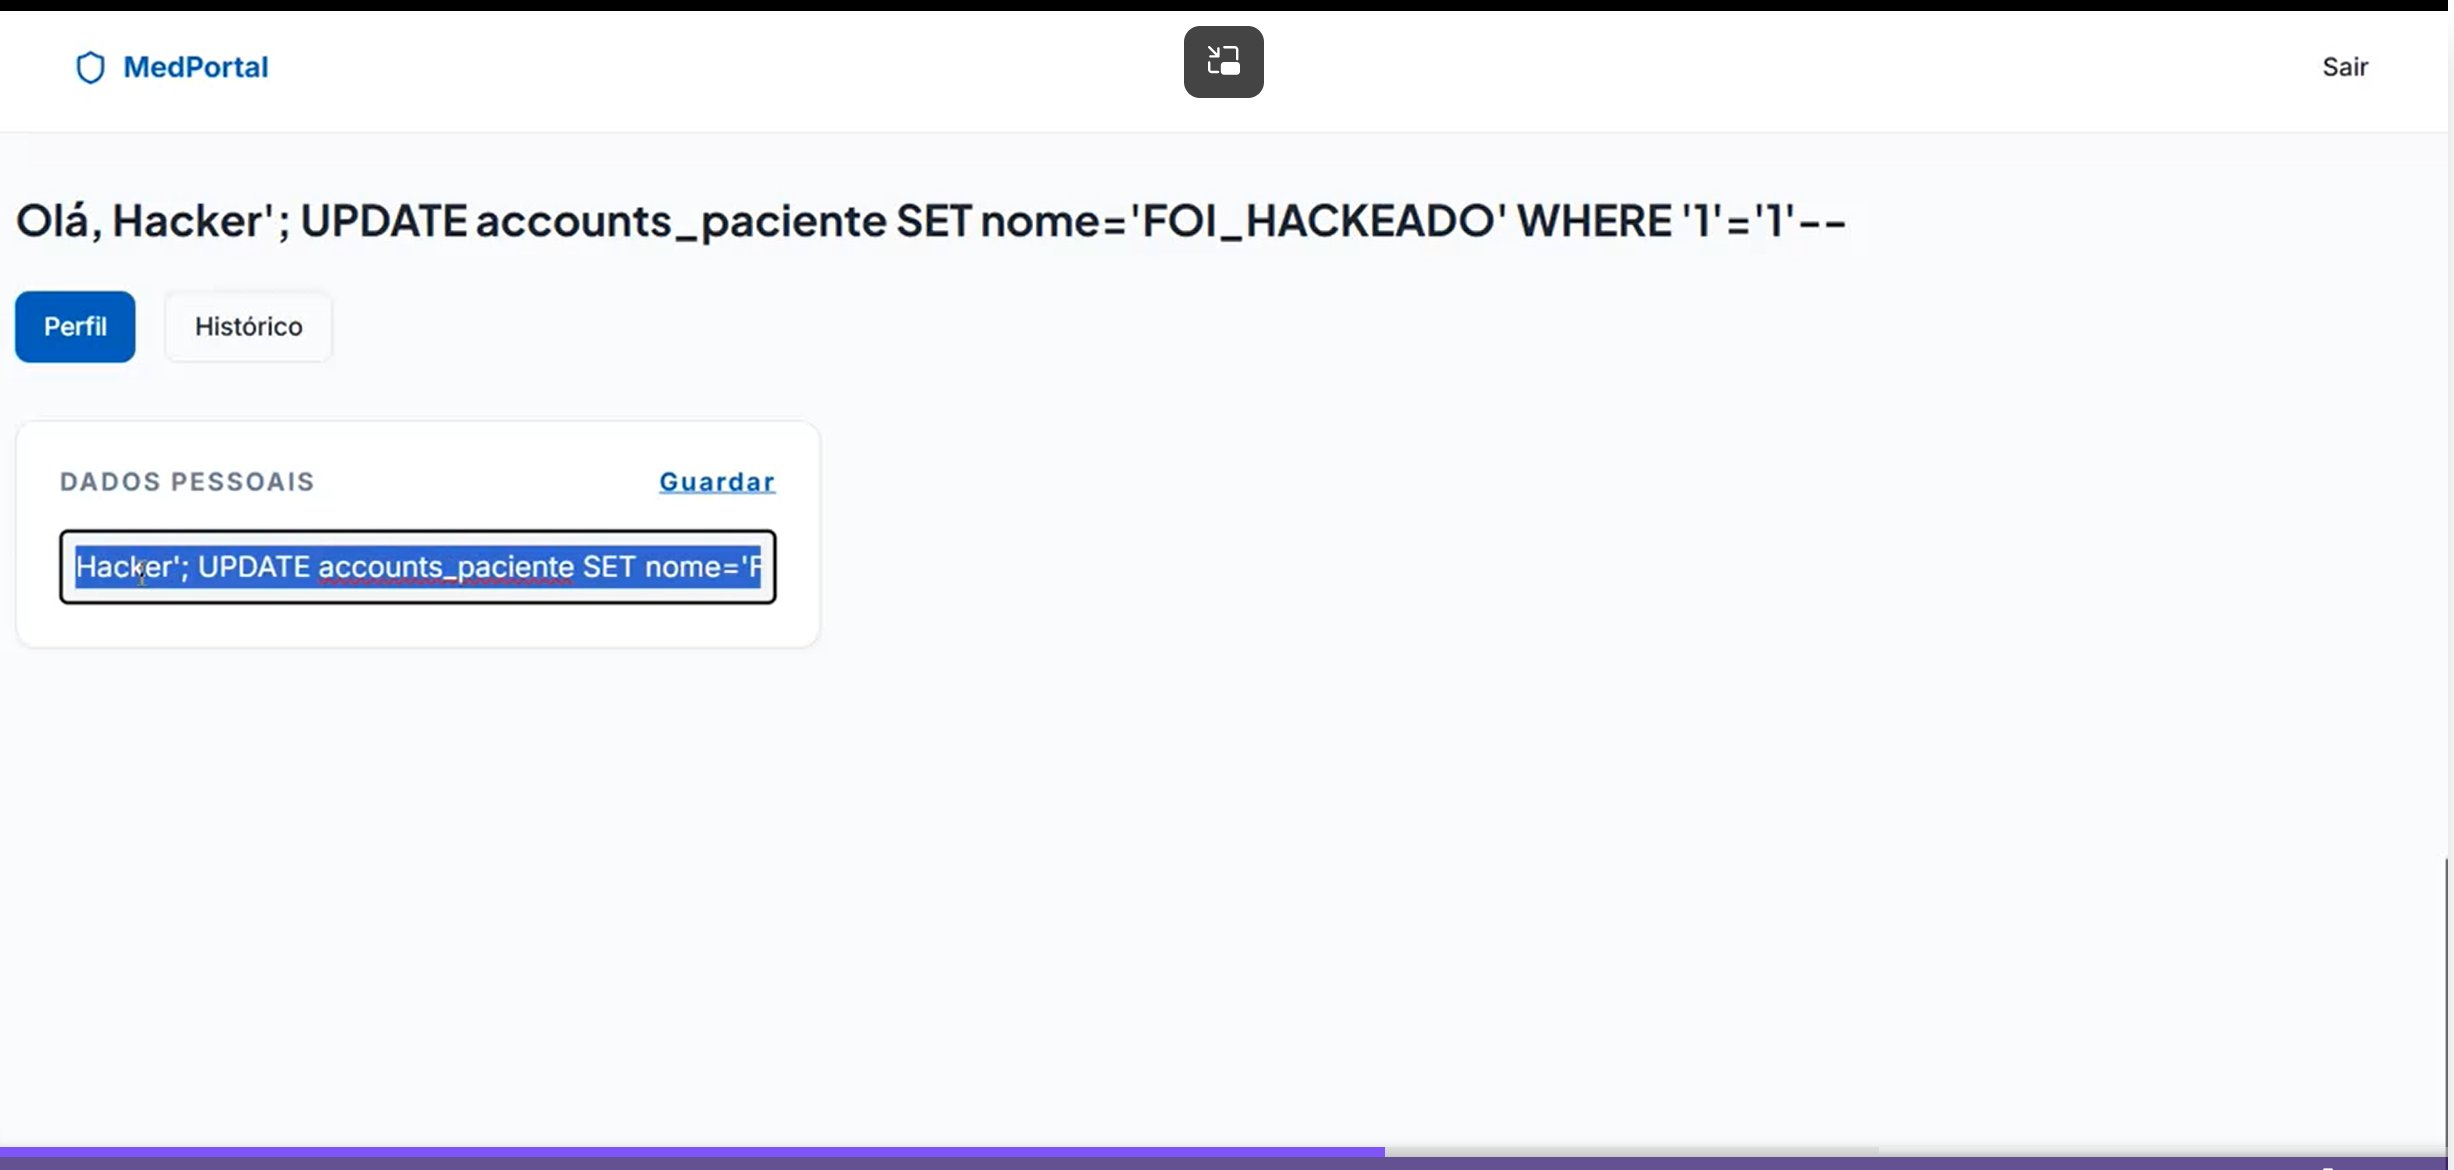 MedPortal
Sair
Olá, Hacker'; UPDATE accounts_paciente SET nome='FOI_HACKEADO' WHERE '1'='1'--
Perfil
Histórico
DADOS PESSOAIS
Guardar
Hacker'; UPDATE accounts_paciente SET nome='F